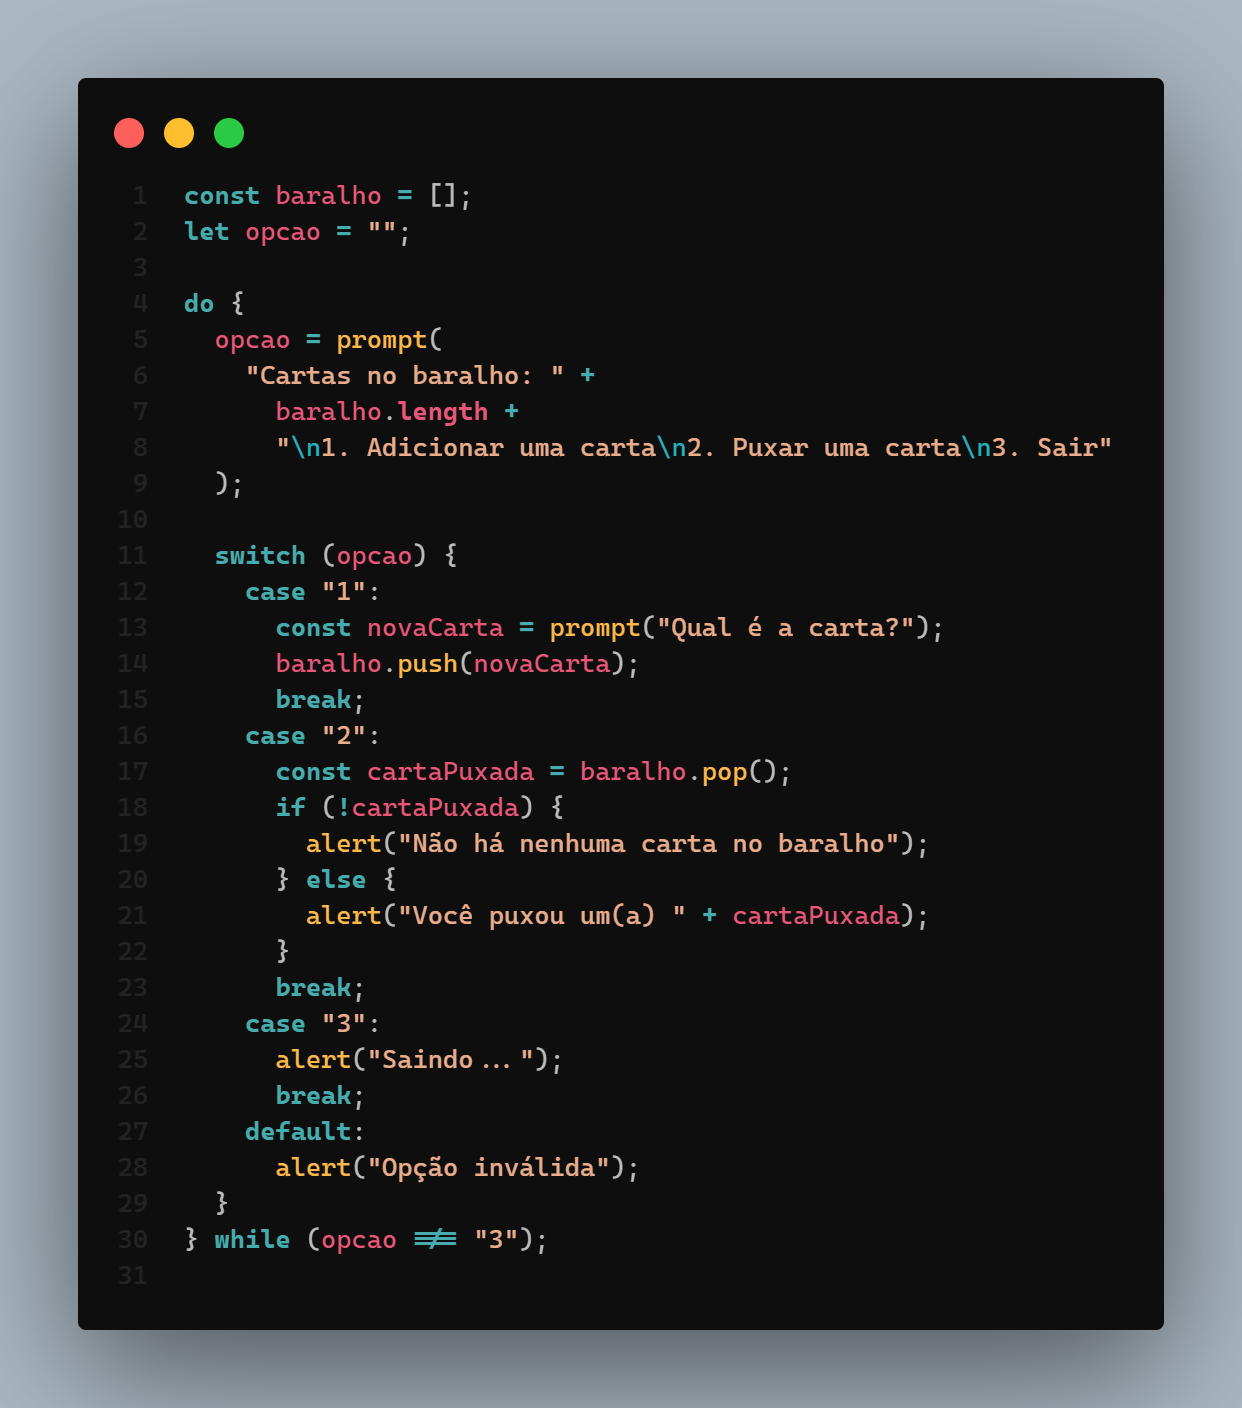 1 const baralho = [];
2 let opcao = "";
3
4 do {
5   opcao = prompt(
6     "Cartas no baralho: " +
7       baralho.length +
8       "\n1. Adicionar uma carta\n2. Puxar uma carta\n3. Sair"
9   );
10
11   switch (opcao) {
12     case "1":
13       const novaCarta = prompt("Qual é a carta?");
14       baralho.push(novaCarta);
15       break;
16     case "2":
17       const cartaPuxada = baralho.pop();
18       if (!cartaPuxada) {
19         alert("Não há nenhuma carta no baralho");
20       } else {
21         alert("Você puxou um(a) " + cartaPuxada);
22       }
23       break;
24     case "3":
25       alert("Saindo...");
26       break;
27     default:
28       alert("Opção inválida");
29   }
30 } while (opcao !== "3");
31